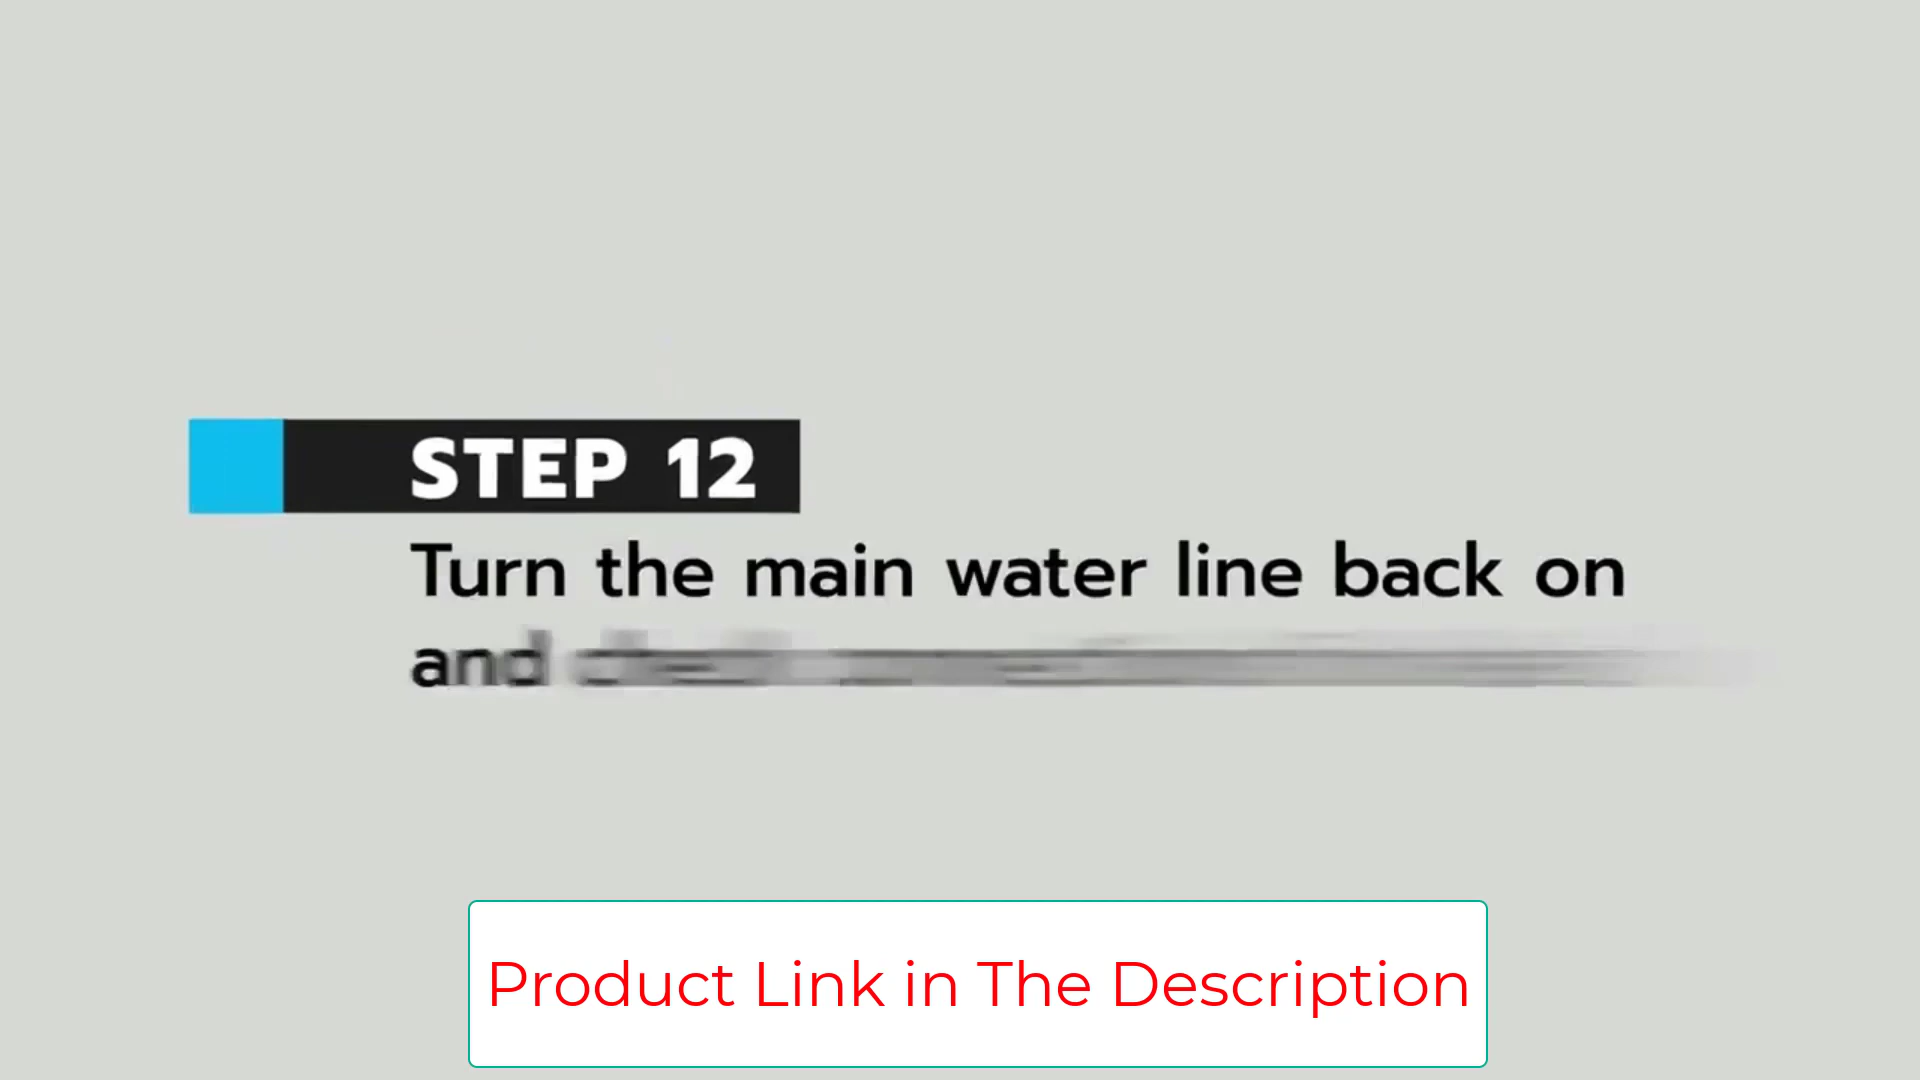 STEP 12
Turn the main water line back on
and
Product Link in The Description